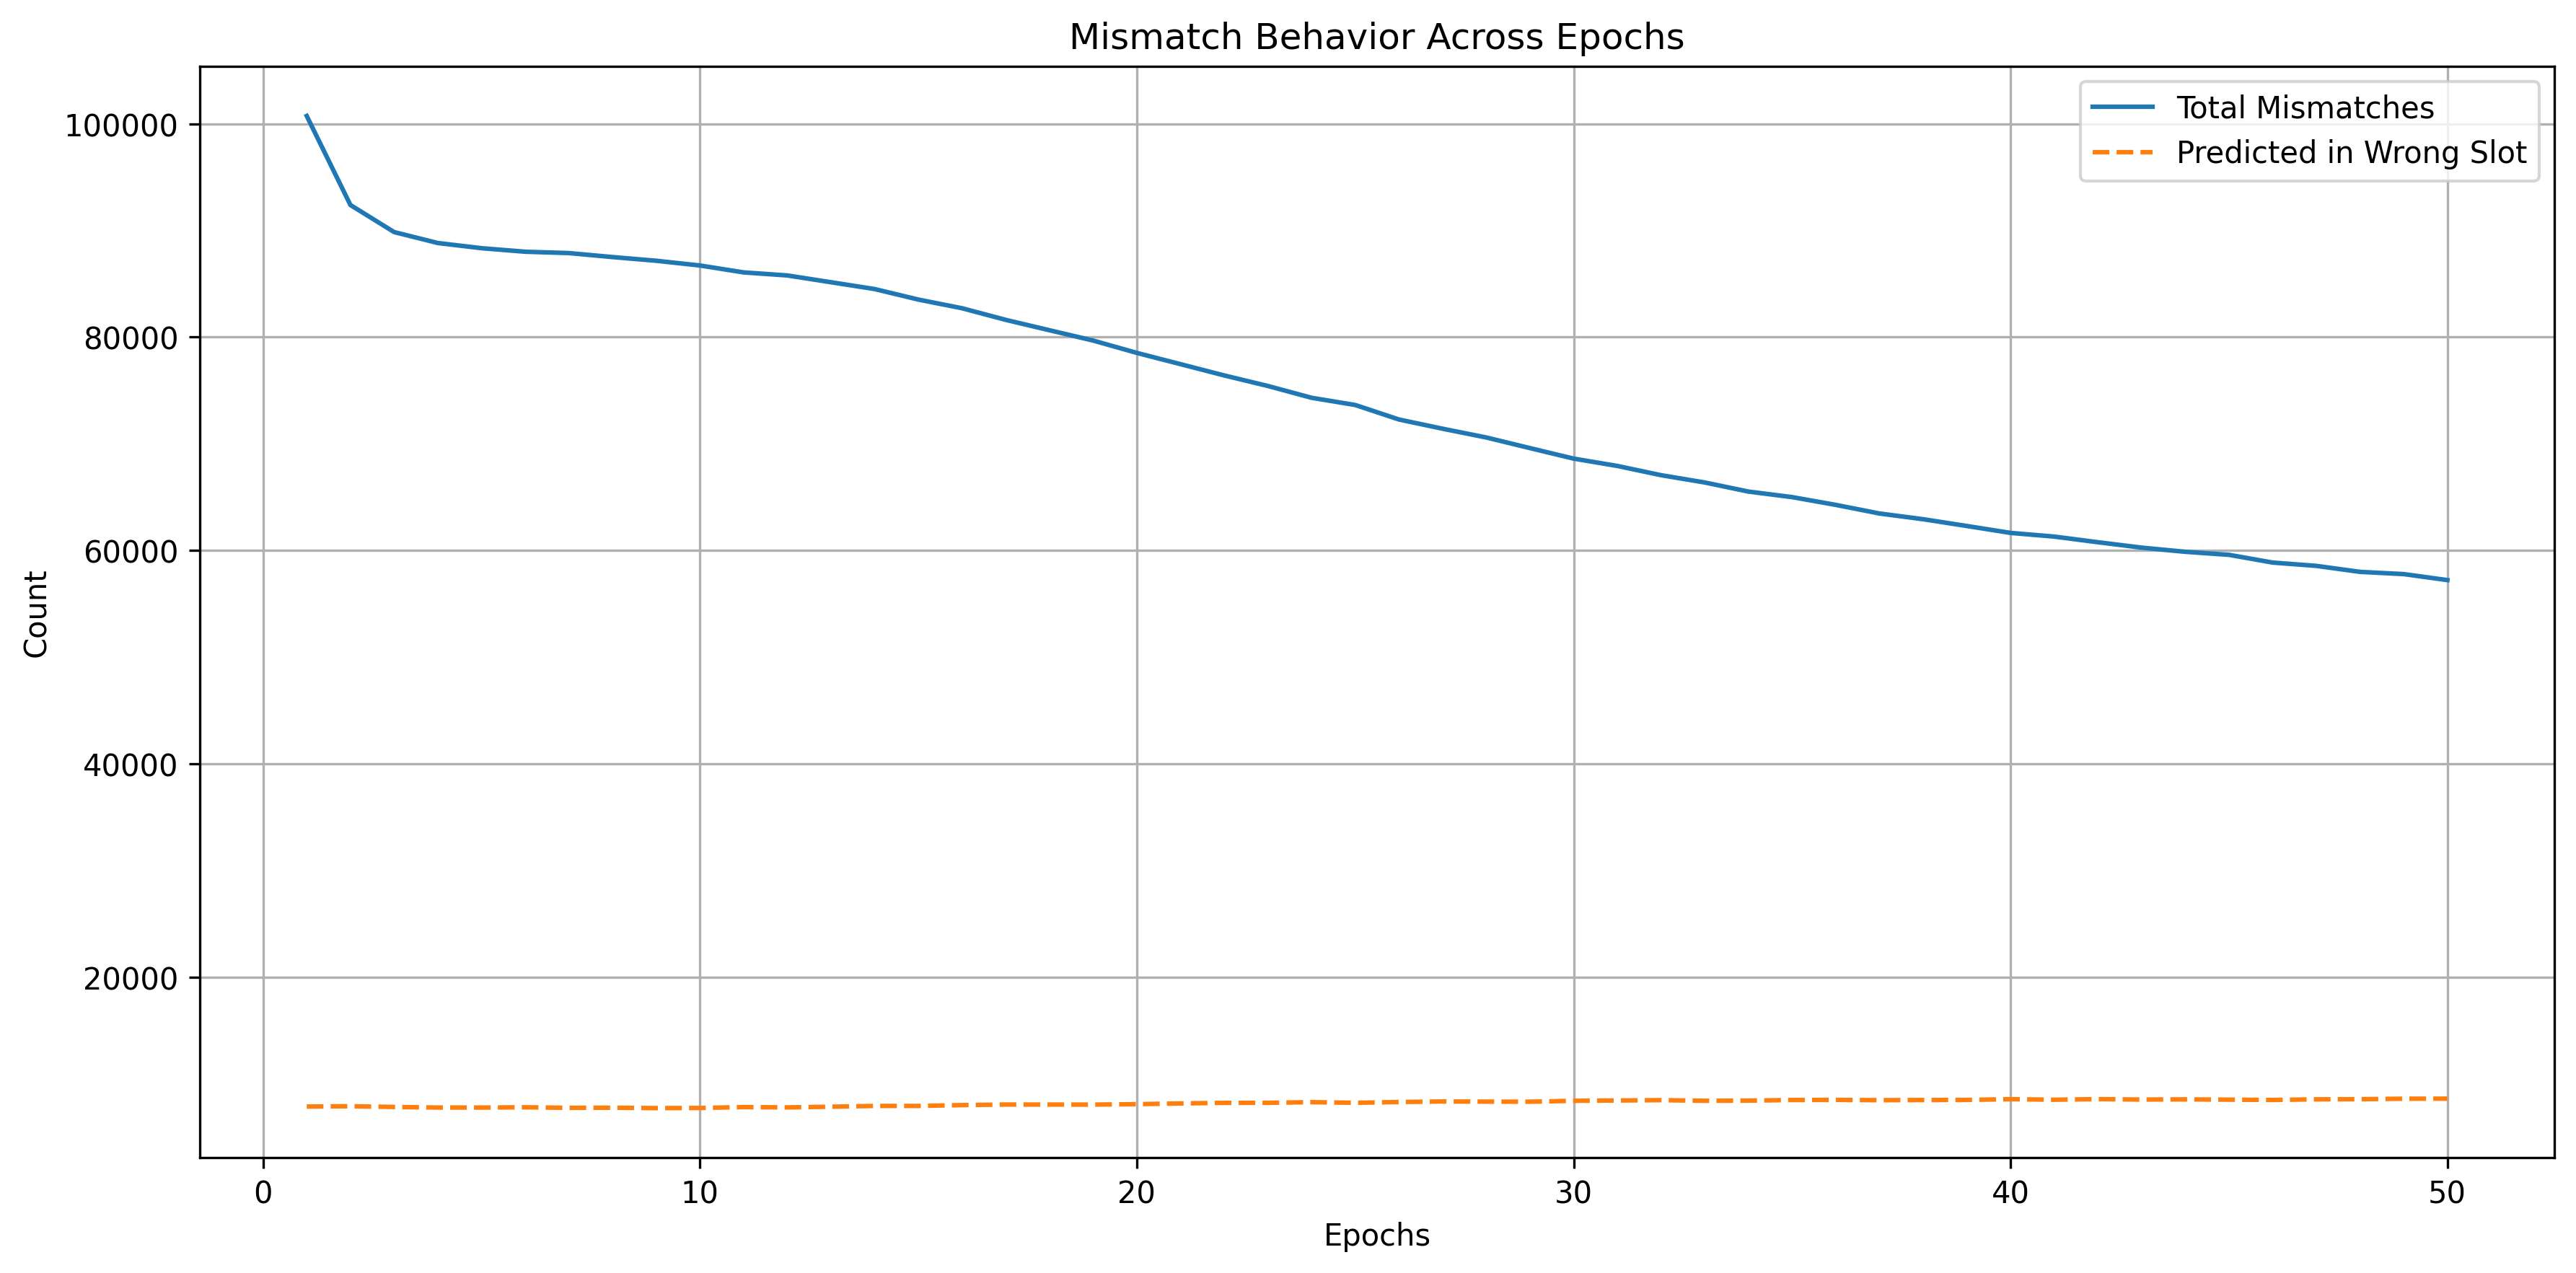 Mismatch Behavior Across Epochs
Total Mismatches
Predicted in Wrong Slot
Count
100000
80000
60000
40000
20000
0 10 20 30 40 50
Epochs